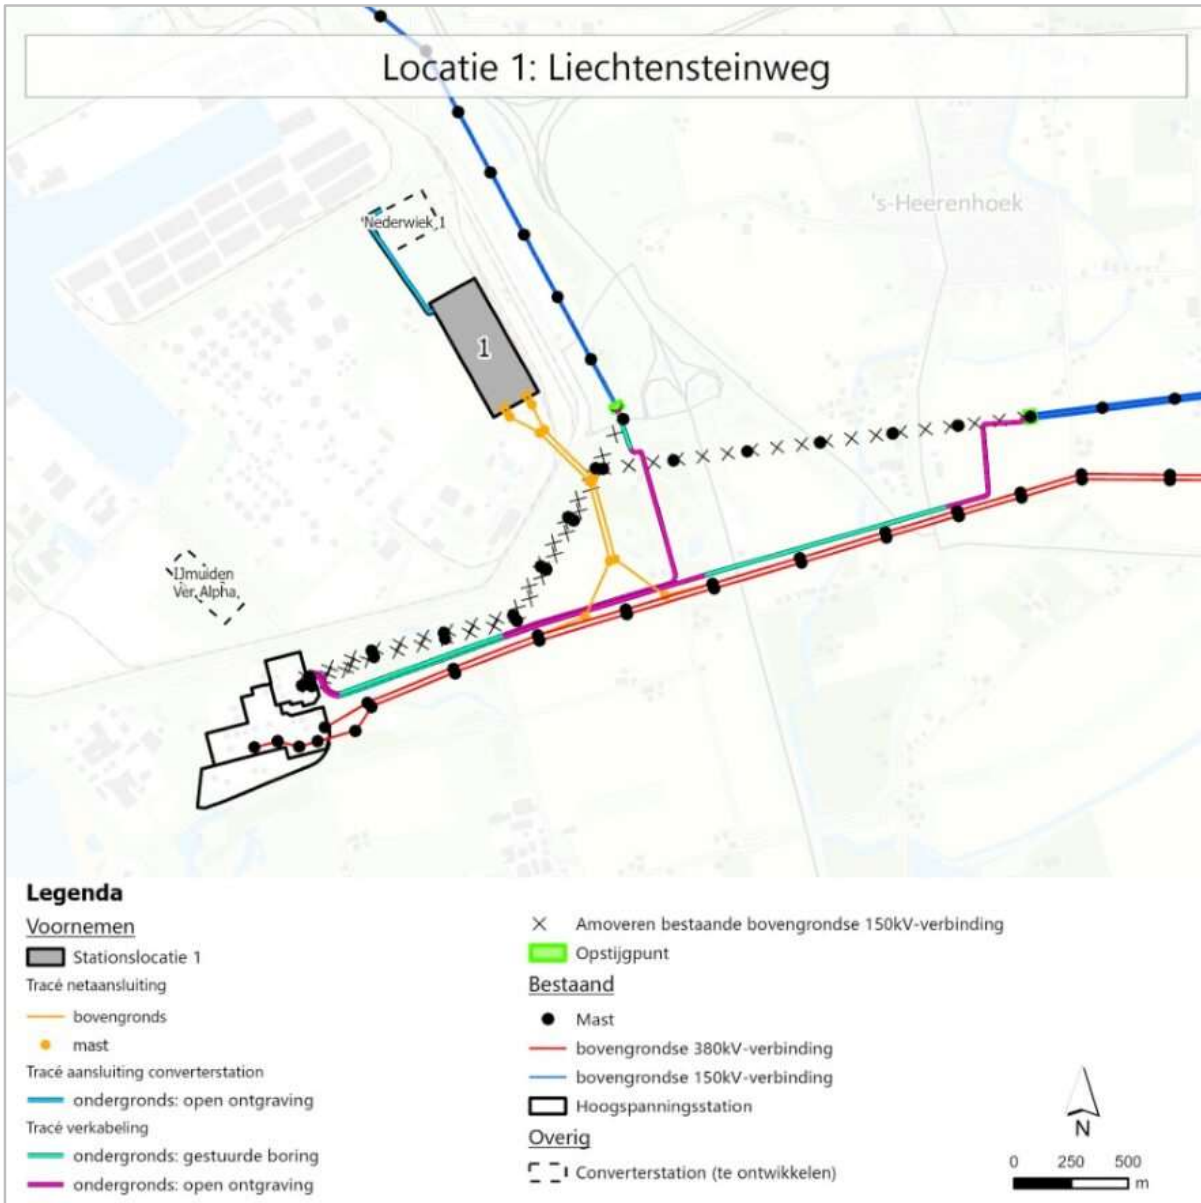 Locatie 1: Liechtensteinweg
's-Heerenhoek
Nederwiek 1
1
IJmuiden
Ver Alpha
Legenda
Voornemen
Stationslocatie 1
Tracé netaansluiting
bovengronds
mast
Tracé aansluiting converterstation
ondergronds: open ontgraving
Tracé verkabeling
ondergronds: gestuurde boring
ondergronds: open ontgraving
Amoveren bestaande bovengrondse 150kV-verbinding
Opstijgpunt
Bestaand
Mast
bovengrondse 380kV-verbinding
bovengrondse 150kV-verbinding
Hoogspanningsstation
Overig
Converterstation (te ontwikkelen)
N
0 250 500
m